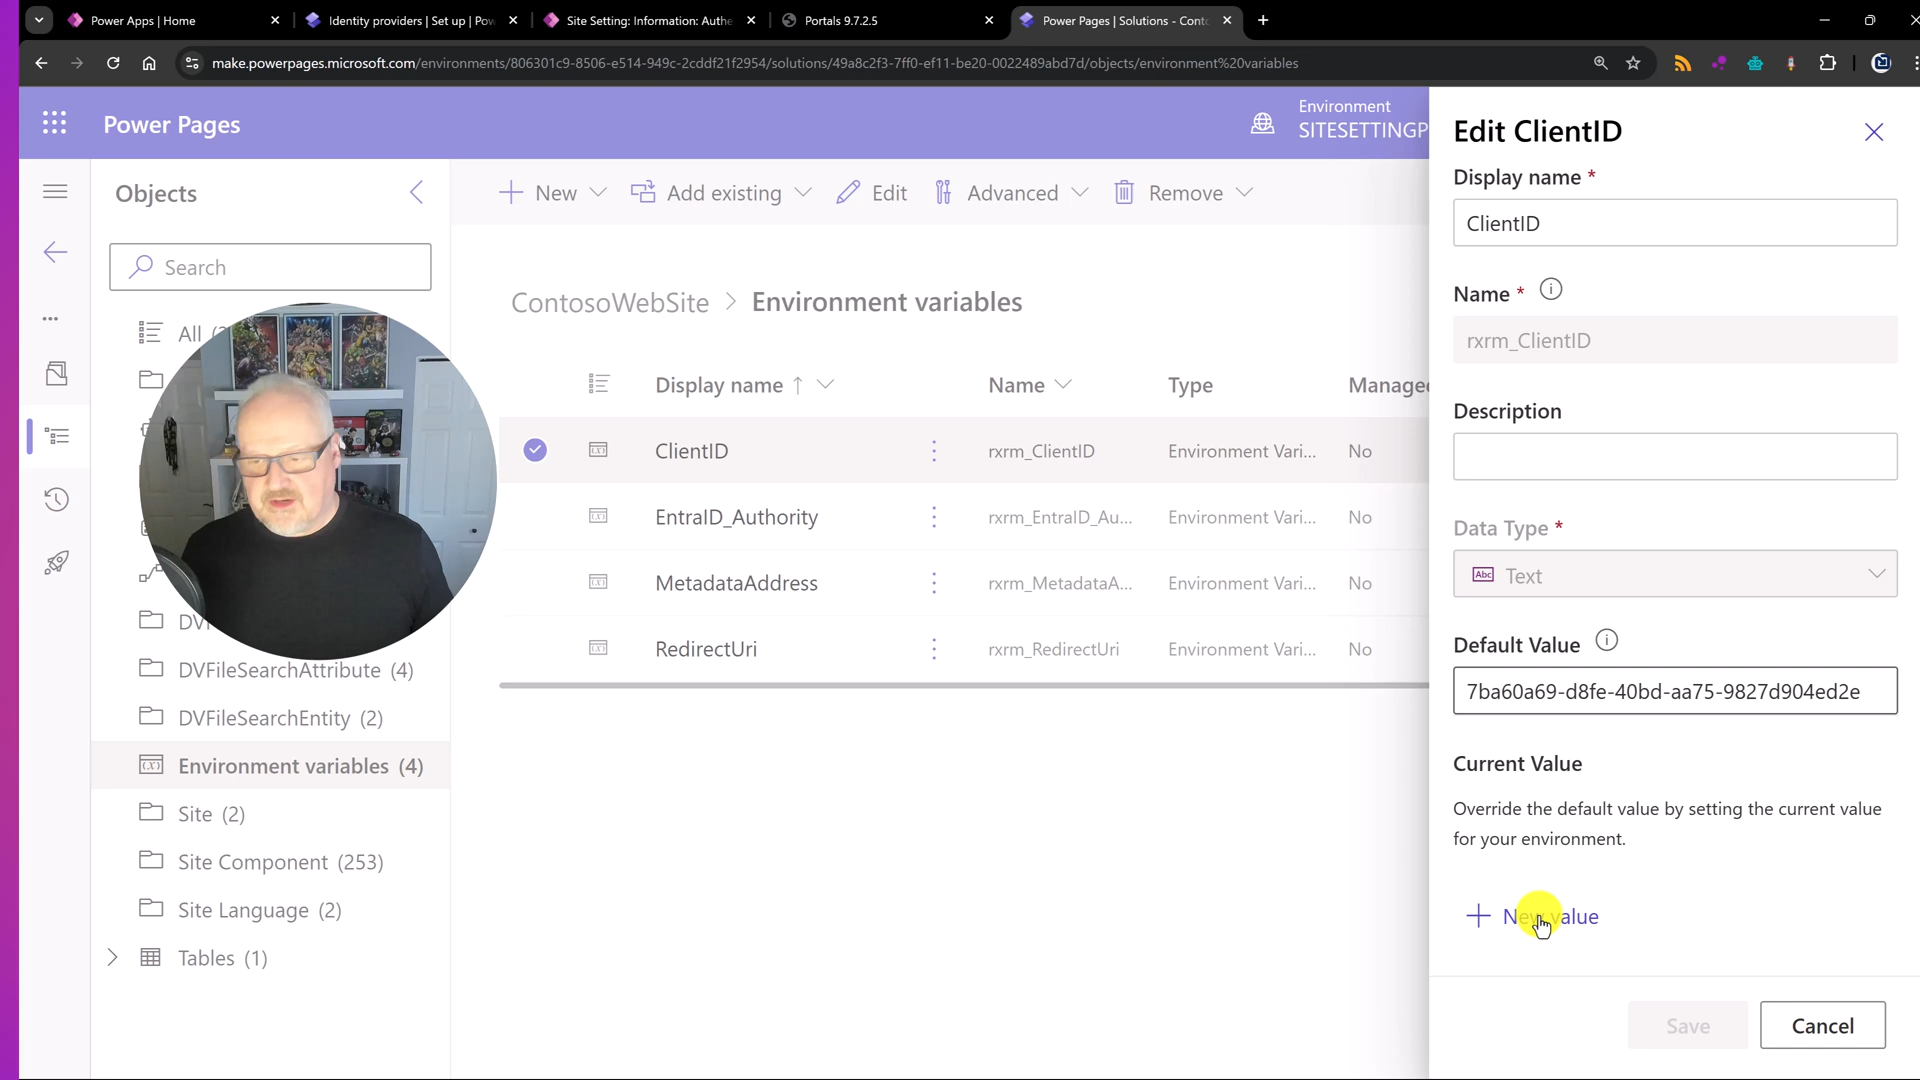 Power Apps | Home
Identity providers | Set up | Pow
Site Setting: Information: Authe
Portals 9.7.2.5
Power Pages | Solutions - Conto
make.powerpages.microsoft.com/environments/806301c9-8506-e514-949c-2cddf21f2954/solutions/49a8c2f3-7ff0-ef11-be20-0022489abd7d/objects/environment%20variables
Power Pages
Environment
SITESETTINGP
Objects
Search
All
DVFileSearchAttribute (4)
DVFileSearchEntity (2)
Environment variables (4)
Site (2)
Site Component (253)
Site Language (2)
Tables (1)
New
Add existing
Edit
Advanced
Remove
ContosoWebSite > Environment variables
Display name ↑ Name Type Managed
ClientID rxrm_ClientID Environment Vari... No
EntraID_Authority rxrm_EntraID_Au... Environment Vari... No
MetadataAddress rxrm_MetadataA... Environment Vari... No
RedirectUri rxrm_RedirectUri Environment Vari... No
Edit ClientID
Display name *
ClientID
Name *
rxrm_ClientID
Description
Data Type *
Abc Text
Default Value
7ba60a69-d8fe-40bd-aa75-9827d904ed2e
Current Value
Override the default value by setting the current value
for your environment.
New value
Save
Cancel